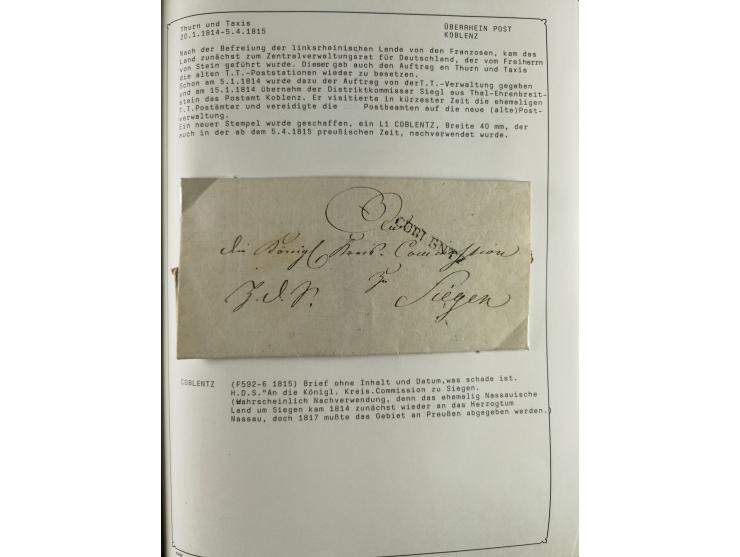 Thurn und Taxis
20.1.1814-5.4.1815
ÜBERRHEIN POST
KOBLENZ
Nach der Befreiung der linksrheinischen Lande von den Franzosen, kam das
Land zunächst zum Zentralverwaltungsrat für Deutschland, der vom Freiherrn
von Stein geführt wurde. Dieser gab auch den Auftrag an Thurn und Taxis
die alten T.T.-Poststationen wieder zu besetzen.
Schon am 5.1.1814 wurde dazu der Auftrag von derT.T.-Verwaltung gegeben
und am 15.1.1814 übernahm der Distriktkommissar Siegl aus Thal-Ehrenbreit-
stein das Postamt Koblenz. Er visitierte in kürzester Zeit die ehemaligen
T.T.Postämter und vereidigte die Postbeamten auf die neue (alte)Post-
verwaltung.
Ein neuer Stempel wurde geschaffen, ein L1 COBLENTZ, Breite 40 mm, der
auch in der ab dem 5.4.1815 preußischen Zeit, nachverwendet wurde.
An
COBLENTZ
die Königl Kreis. Commission
Zu
H.d.S. Siegen
COBLENTZ (F592-6 1815) Brief ohne Inhalt und Datum,was schade ist.
H.D.S."An die Königl. Kreis.Commission zu Siegen.
(Wahrscheinlich Nachverwendung, denn das ehemalig Nassauische
Land um Siegen kam 1814 zunächst wieder an das Herzogtum
Nassau, doch 1817 mußte das Gebiet an Preußen abgegeben werden.)